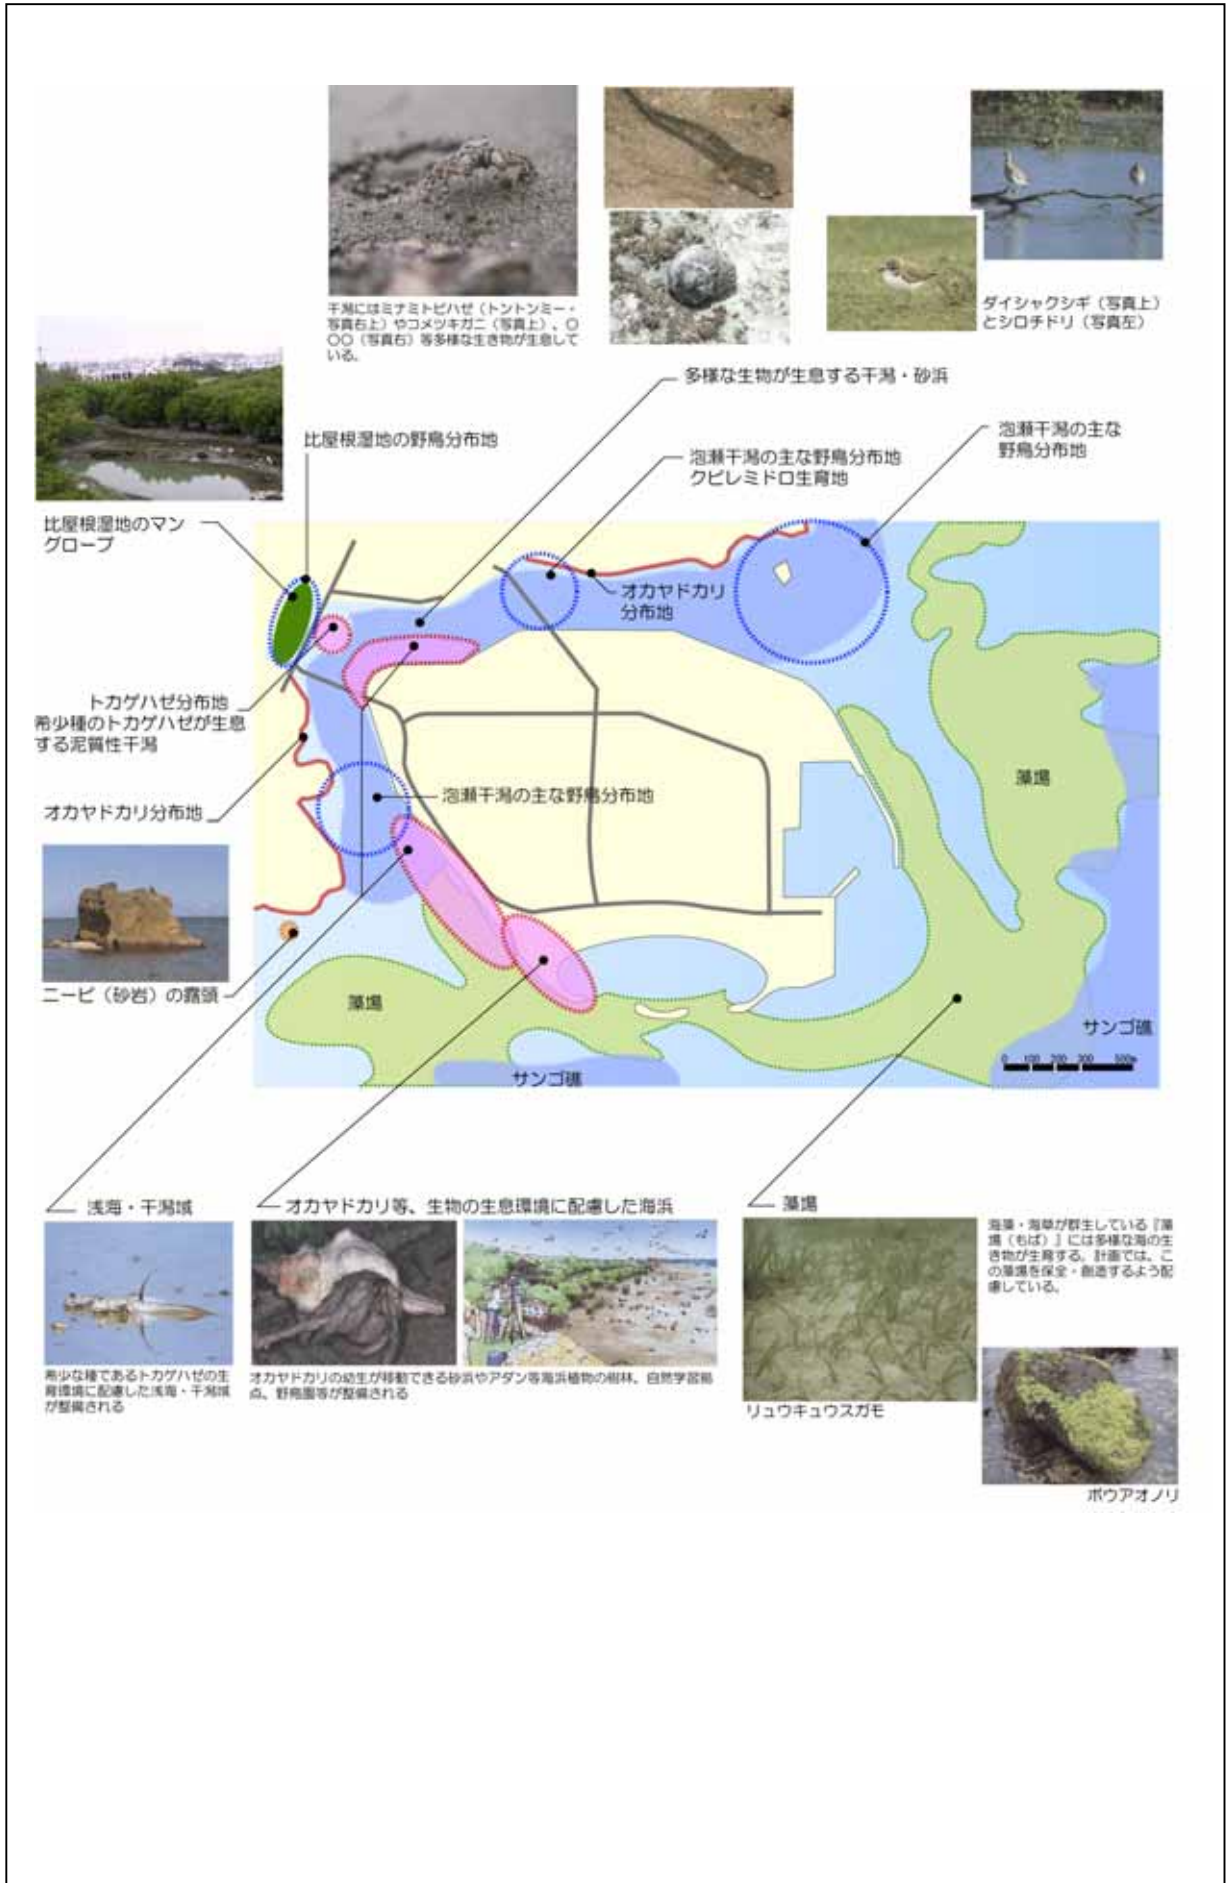 干潟にはミナミトビハゼ（トントンミー・
写真右上）やコメツキガニ（写真上）、〇
〇〇（写真右）等多様な生き物が生息して
いる。
ダイシャクシギ（写真上）
とシロチドリ（写真左）
多様な生物が生息する干潟・砂浜
比屋根湿地の野鳥分布地
泡瀬干潟の主な野鳥分布地
クビレミドロ生育地
泡瀬干潟の主な
野鳥分布地
比屋根湿地のマン
グローブ
オカヤドカリ
分布地
トカゲハゼ分布地
希少種のトカゲハゼが生息
する泥質性干潟
オカヤドカリ分布地
泡瀬干潟の主な野鳥分布地
藻場
ニービ（砂岩）の露頭
藻場
サンゴ礁
サンゴ礁
0 100 200 300 500m
浅海・干潟域
オカヤドカリ等、生物の生息環境に配慮した海浜
藻場
海藻・海草が群生している『藻
場（もば）』には多様な海の生
き物が生育する。計画では、こ
の藻場を保全・創造するよう配
慮している。
希少な種であるトカゲハゼの生
育環境に配慮した浅海・干潟域
が整備される
オカヤドカリの幼生が移動できる砂浜やアダン等海浜植物の樹林、自然学習拠
点、野鳥園等が整備される
リュウキュウスガモ
ボウアオノリ